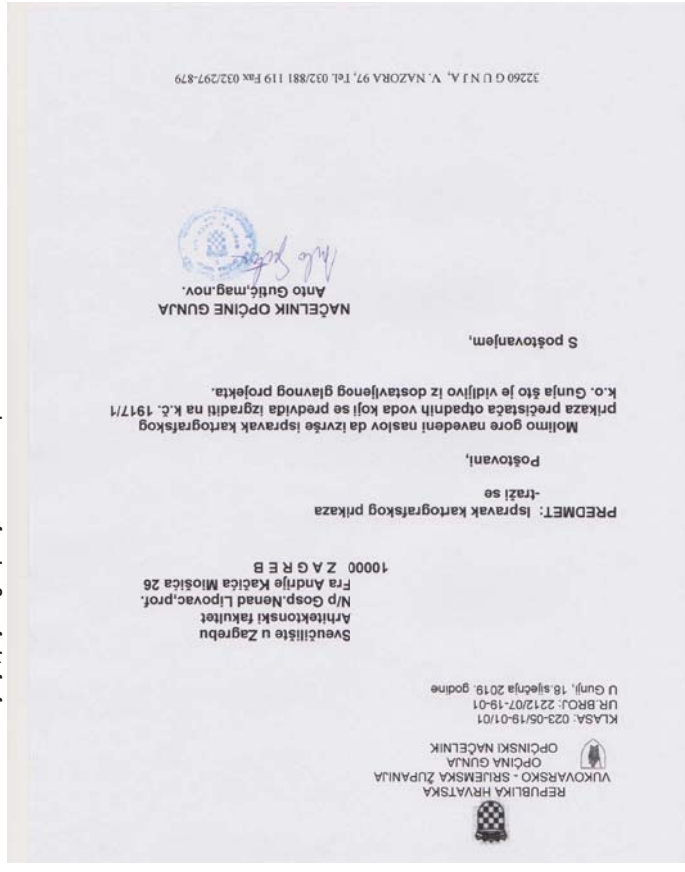 REPUBLIKA HRVATSKA
VUKOVARSKO - SRIJEMSKA ŽUPANIJA
OPĆINA GUNJA
OPĆINSKI NAČELNIK
KLASA: 023-05/19-01/01
UR.BROJ: 2212/07-19-01
U Gunji, 18.siječnja 2019. godine
Sveučilište u Zagrebu
Arhitektonski fakultet
N/p Gosp.Nenad Lipovac,prof.
Fra Andrije Kačića Miošića 26
10000 Z A G R E B
PREDMET: Ispravak kartografskog prikaza
-traži se
Poštovani,
Molimo gore navedeni naslov da izvrše ispravak kartografskog
prikaza prečistača otpadnih voda koji se predviđa izgraditi na k.č. 1917/1
k.o. Gunja što je vidljivo iz dostavljenog glavnog projekta.
S poštovanjem,
NAČELNIK OPĆINE GUNJA
Anto Gutić,mag.nov.
32260 G U N J A, V. NAZORA 97, Tel. 032/881 119 Fax 032/297-879